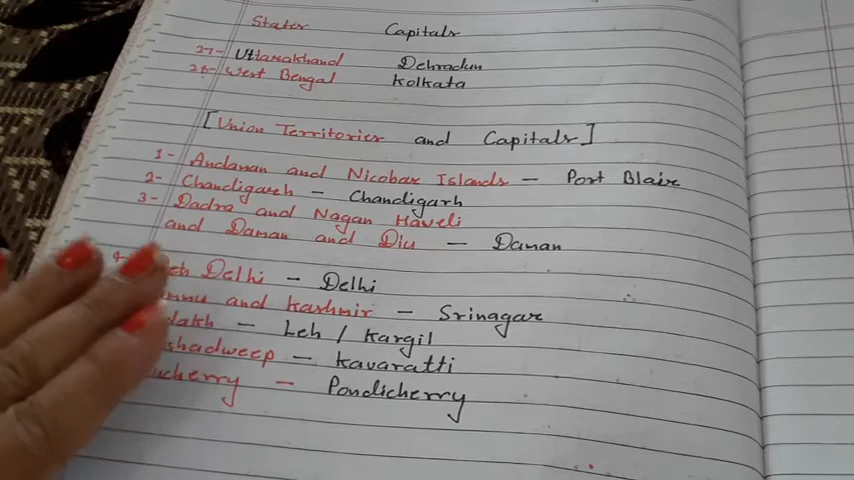 States Capitals
27- Uttarakhand Dehradun
28- West Bengal Kolkata
[Union Territories and Capitals]
1- Andaman and Nicobar Islands - Port Blair
2- Chandigarh - Chandigarh
3- Dadra and Nagan Haveli
and Daman and Diu - Daman
4- Delhi - Delhi
and Kashmir - Srinagar
- Leh / Kargil
- Kavaratti
- Pondicherry